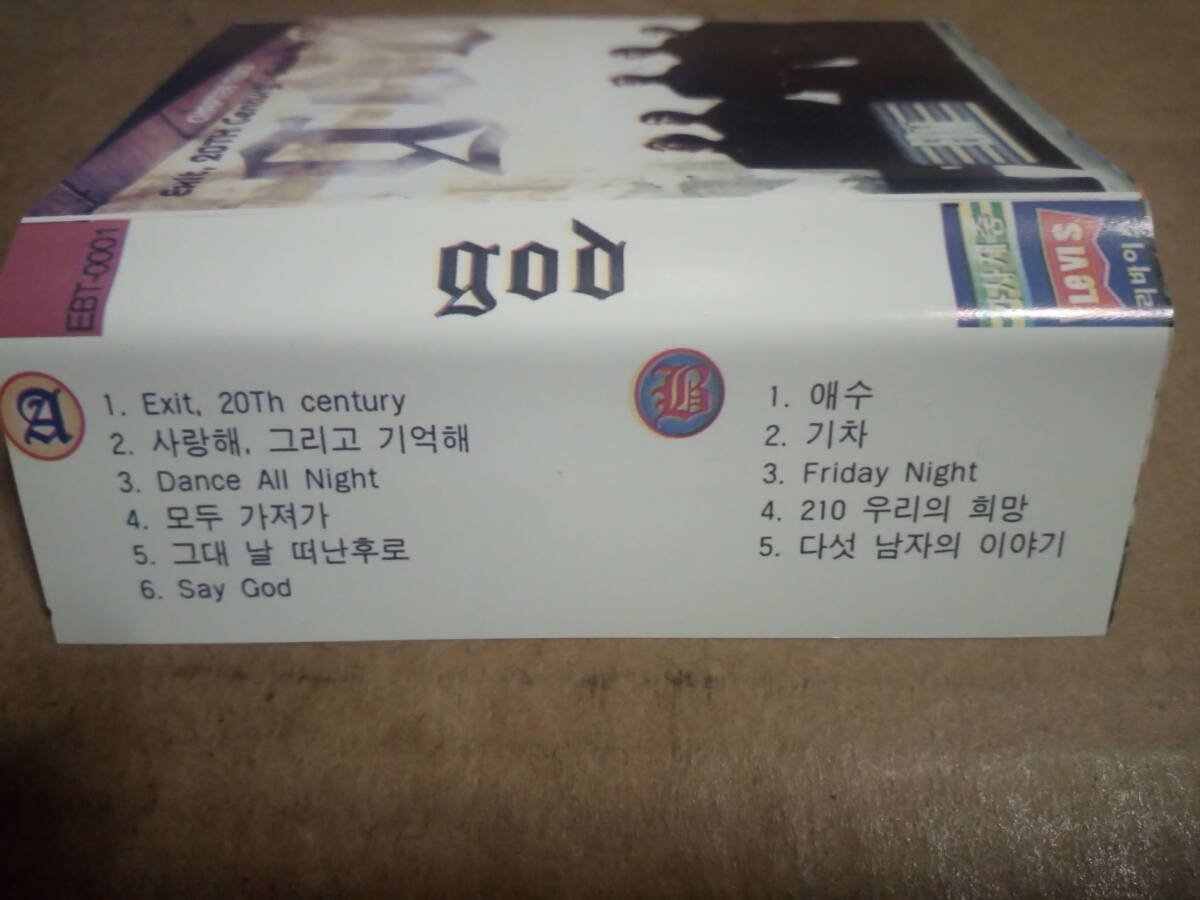 Exit, 20TH Century
EBT-0001
god
Levi's
리바이
A
1. Exit, 20Th century
2. 사랑해, 그리고 기억해
3. Dance All Night
4. 모두 가져가
5. 그대 날 떠난후로
6. Say God
B
1. 애수
2. 기차
3. Friday Night
4. 210 우리의 희망
5. 다섯 남자의 이야기